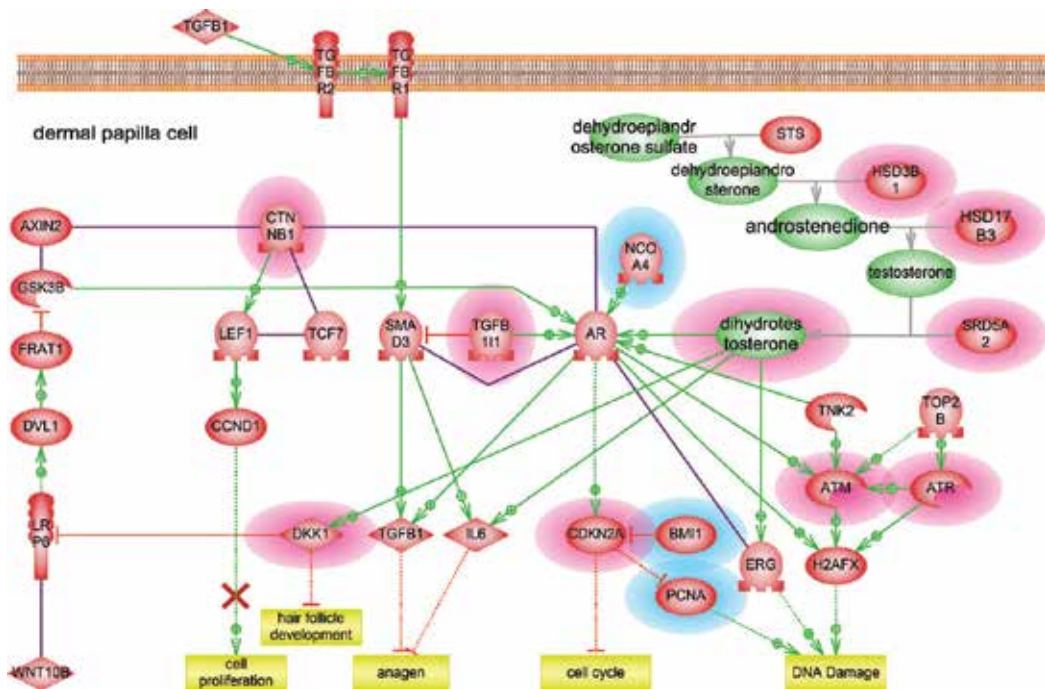 TGFB1
TG
FB
R2
TG
FB
R1
dermal papilla cell
dehydroepiandr
osterone sulfate
STS
dehydroepiandro
sterone
HSD3B
1
androstenedione
HSD17
B3
testosterone
AXIN2
CTN
NB1
NCO
A4
GSK3B
LEF1
TCF7
SMA
D3
TGFB
1I1
AR
dihydrotes
tosterone
SRD5A
2
FRAT1
DVL1
CCND1
TNK2
TOP2
B
ATM
ATR
LR
P6
DKK1
TGFB1
IL6
CDKN2A
BMI1
ERG
H2AFX
PCNA
hair follicle
development
WNT10B
cell
proliferation
anagen
cell cycle
DNA Damage